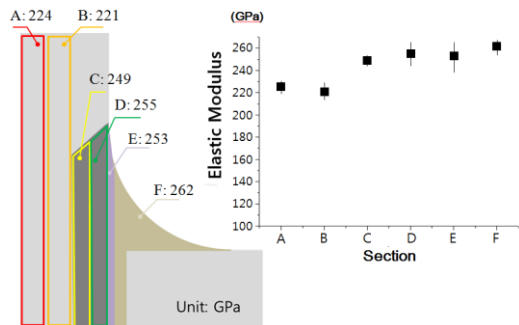 A: 224
B: 221
C: 249
D: 255
E: 253
F: 262
Unit: GPa
(GPa)
Elastic Modulus
260
240
220
200
180
160
140
120
100
A B C D E F
Section